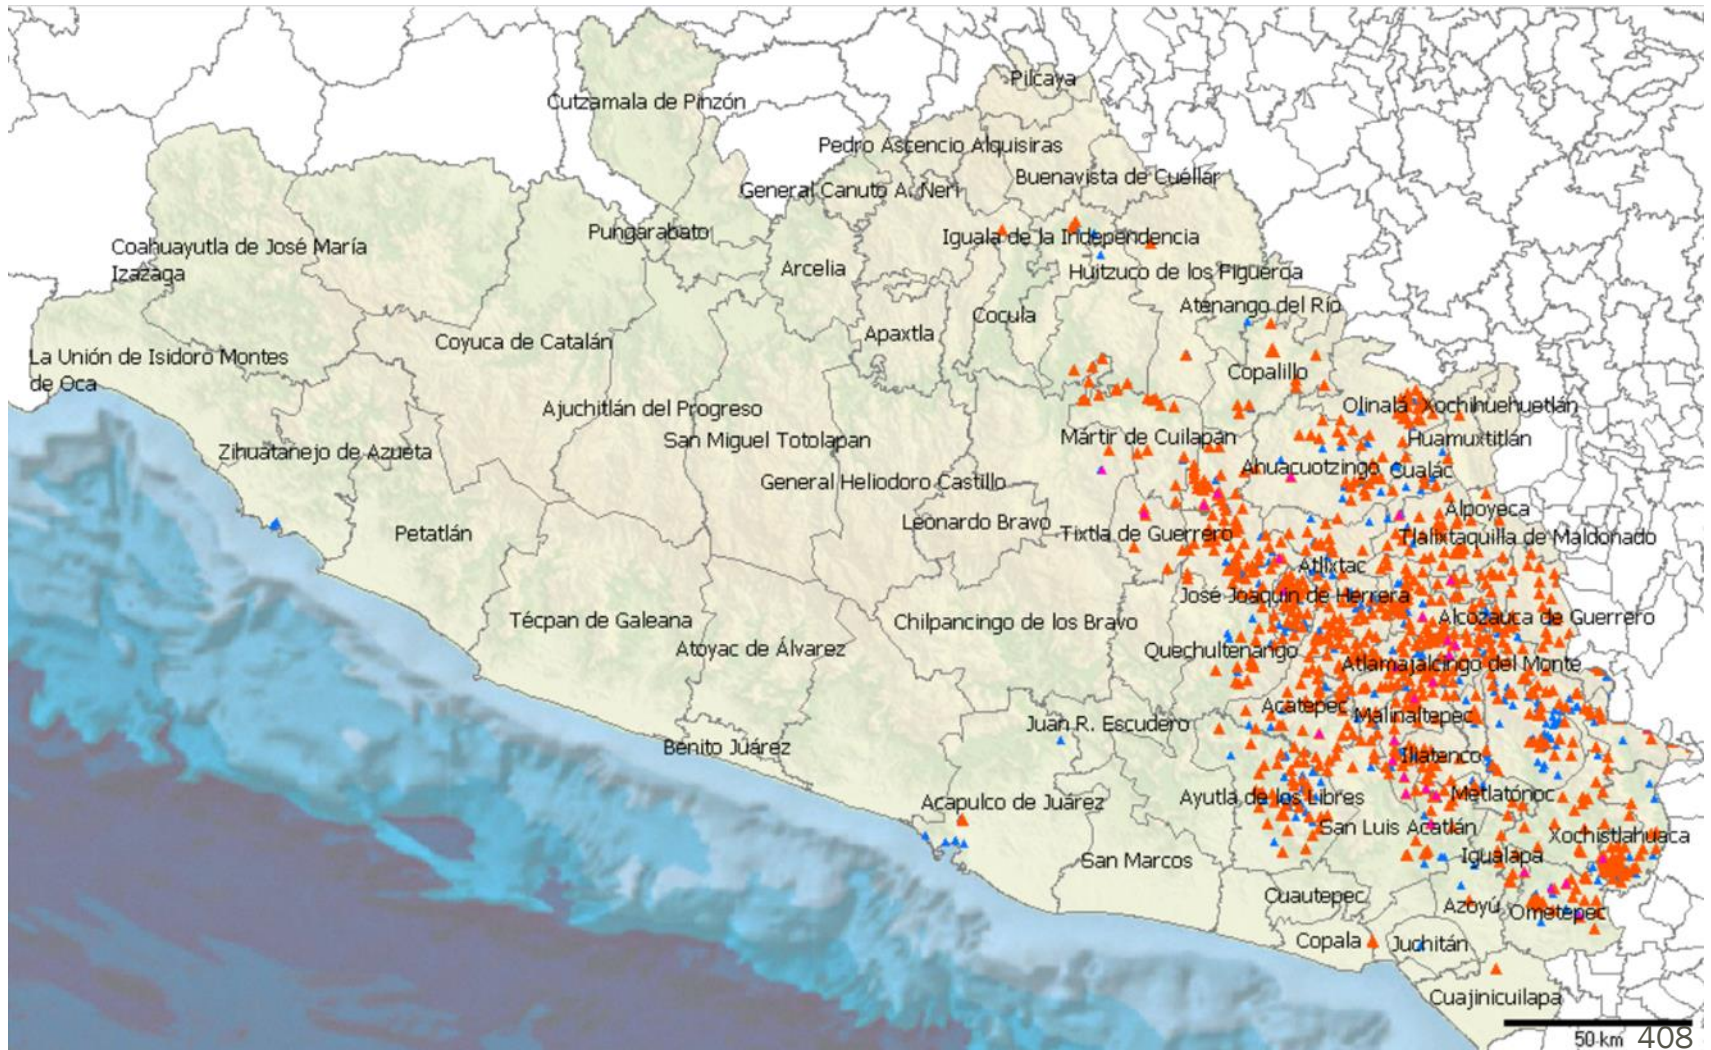 Pilcaya
Cutzamala de Pinzón
Pedro Ascencio Alquisiras
Buenavista de Cuéllar
General Canuto A. Neri
Pungarabato
Iguala de la Independencia
Coahuayutla de José María
Izazaga
Arcelia
Huitzuco de los Figueroa
Atenango del Río
Cocula
Apaxtla
Coyuca de Catalán
La Unión de Isidoro Montes
de Oca
Copalillo
Ajuchitlán del Progreso
Olinalá
Xochihuehuetlán
San Miguel Totolapan
Mártir de Cuilapan
Huamuxtitlán
Zihuatanejo de Azueta
Ahuacuotzingo
Cualác
General Heliodoro Castillo
Alpoyeca
Leonardo Bravo
Petatlán
Tixtla de Guerrero
Tlalixtaquilla de Maldonado
Atlixtac
José Joaquin de Herrera
Técpan de Galeana
Chilpancingo de los Bravo
Alcozauca de Guerrero
Atoyac de Álvarez
Quechultenango
Atlamajalcingo del Monte
Acatepec
Malinaltepec
Juan R. Escudero
Benito Juárez
Iliatenco
Acapulco de Juárez
Ayutla de los Libres
Metlatónoc
San Luis Acatlán
Xochistlahuaca
San Marcos
Igualapa
Cuautepec
Azoyú
Ometepec
Copala
Juchitán
Cuajinicuilapa
50 km
408